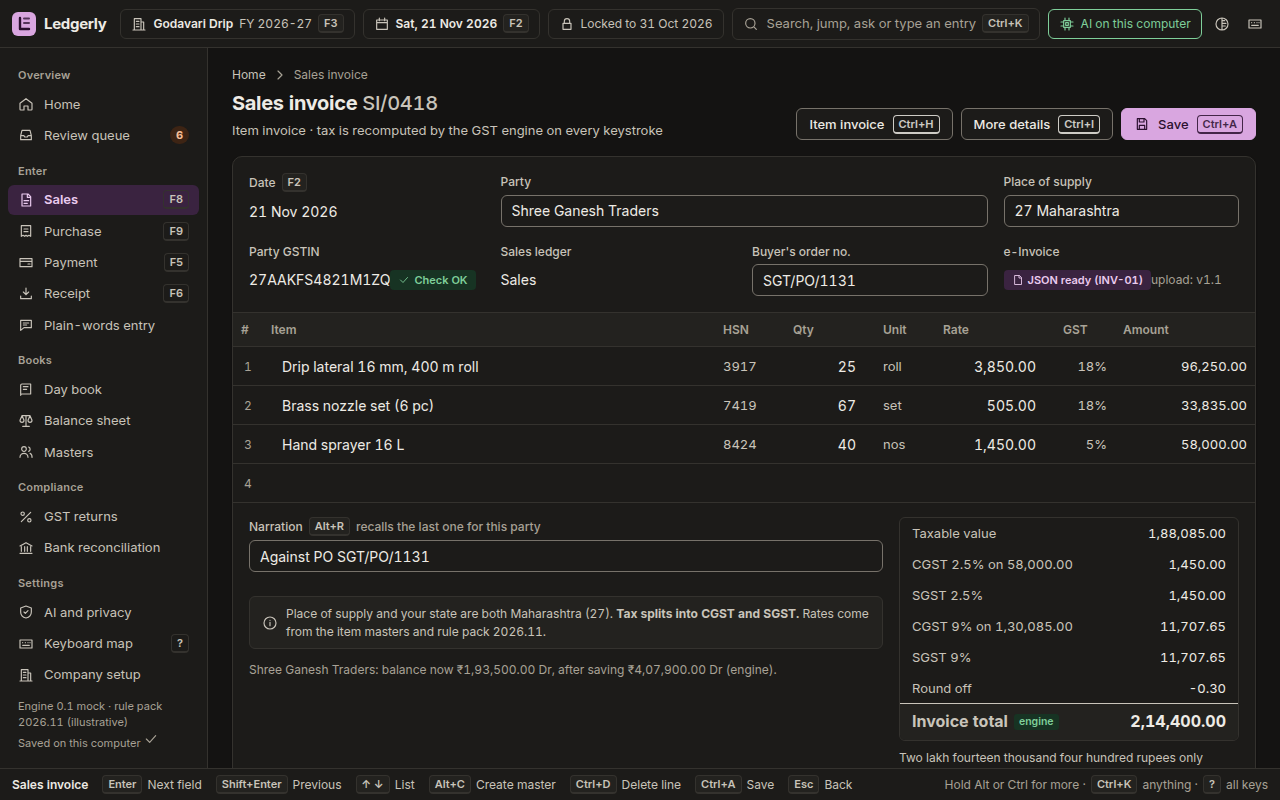 Ledgerly
Godavari Drip FY 2026-27 F3
Sat, 21 Nov 2026 F2
Locked to 31 Oct 2026
Search, jump, ask or type an entry Ctrl+K
AI on this computer
Overview
Home
Review queue 6
Enter
Sales F8
Purchase F9
Payment F5
Receipt F6
Plain-words entry
Books
Day book
Balance sheet
Masters
Compliance
GST returns
Bank reconciliation
Settings
AI and privacy
Keyboard map ?
Company setup
Engine 0.1 mock · rule pack
2026.11 (illustrative)
Saved on this computer
Home > Sales invoice
Sales invoice SI/0418
Item invoice · tax is recomputed by the GST engine on every keystroke
Item invoice Ctrl+H
More details Ctrl+I
Save Ctrl+A
Date F2
21 Nov 2026
Party
Shree Ganesh Traders
Place of supply
27 Maharashtra
Party GSTIN
27AAKFS4821M1ZQ Check OK
Sales ledger
Sales
Buyer's order no.
SGT/PO/1131
e-Invoice
JSON ready (INV-01) upload: v1.1
# Item HSN Qty Unit Rate GST Amount
1 Drip lateral 16 mm, 400 m roll 3917 25 roll 3,850.00 18% 96,250.00
2 Brass nozzle set (6 pc) 7419 67 set 505.00 18% 33,835.00
3 Hand sprayer 16 L 8424 40 nos 1,450.00 5% 58,000.00
4
Narration Alt+R recalls the last one for this party
Against PO SGT/PO/1131
Place of supply and your state are both Maharashtra (27). Tax splits into CGST and SGST. Rates come
from the item masters and rule pack 2026.11.
Shree Ganesh Traders: balance now ₹1,93,500.00 Dr, after saving ₹4,07,900.00 Dr (engine).
Taxable value 1,88,085.00
CGST 2.5% on 58,000.00 1,450.00
SGST 2.5% 1,450.00
CGST 9% on 1,30,085.00 11,707.65
SGST 9% 11,707.65
Round off -0.30
Invoice total engine 2,14,400.00
Two lakh fourteen thousand four hundred rupees only
Sales invoice Enter Next field Shift+Enter Previous ↑↓ List Alt+C Create master Ctrl+D Delete line Ctrl+A Save Esc Back Hold Alt or Ctrl for more · Ctrl+K anything · ? all keys